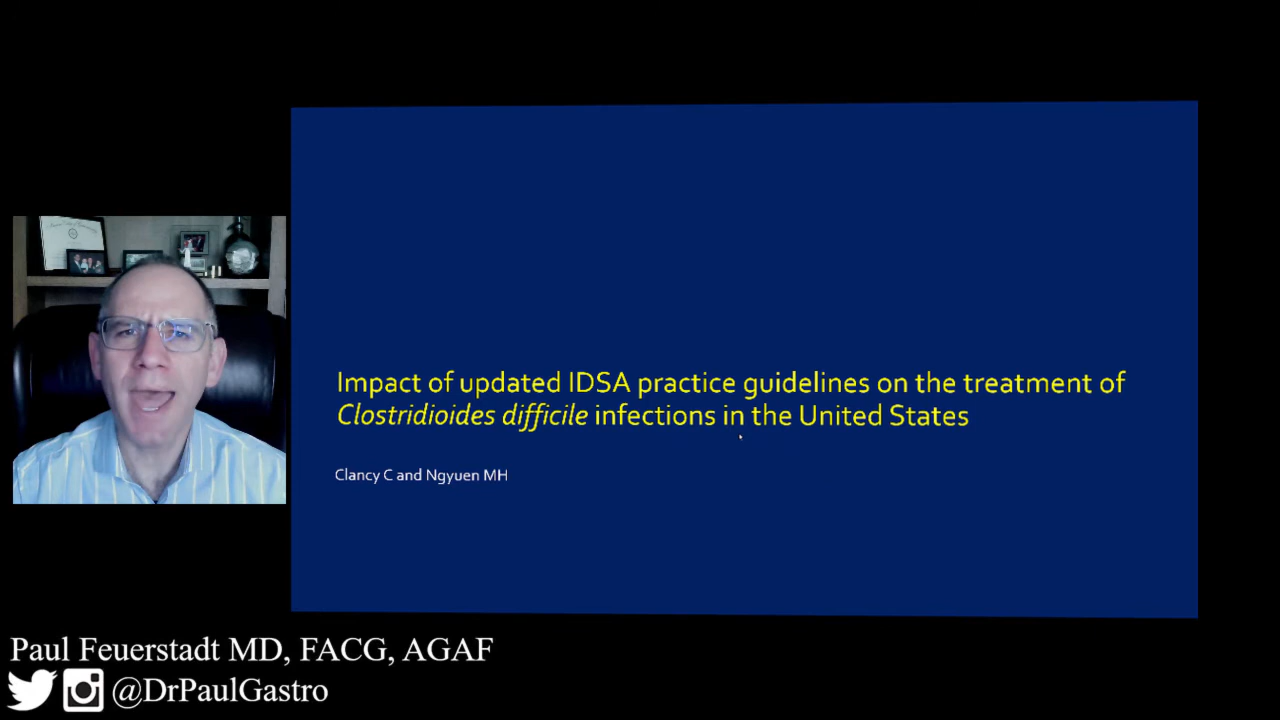 Impact of updated IDSA practice guidelines on the treatment of
Clostridioides difficile infections in the United States
Clancy C and Ngyuen MH
Paul Feuerstadt MD, FACG, AGAF
@DrPaulGastro